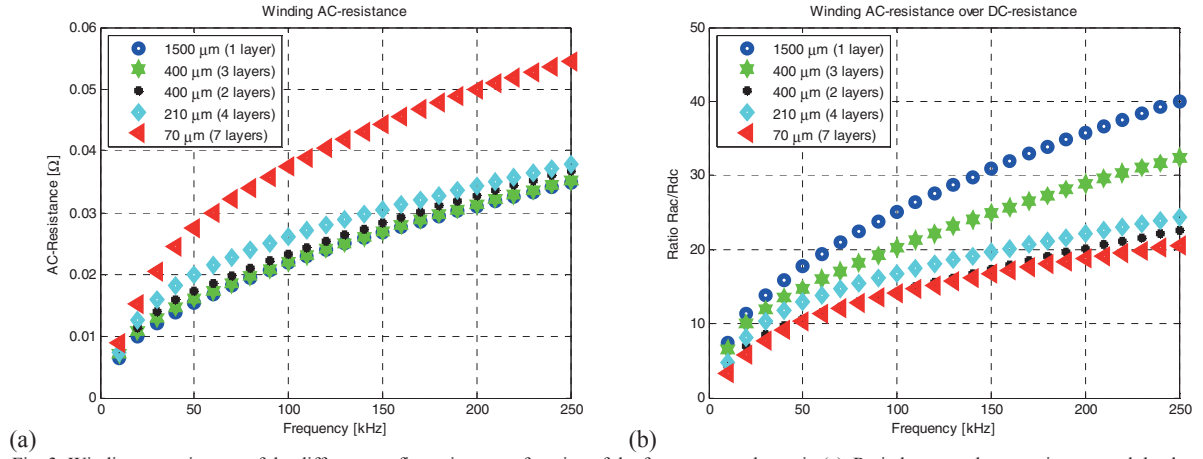 Winding AC-resistance
AC-Resistance [Ω]
0.06
0.05
0.04
0.03
0.02
0.01
0
1500 μm (1 layer)
400 μm (3 layers)
400 μm (2 layers)
210 μm (4 layers)
70 μm (7 layers)
0 50 100 150 200 250
Frequency [kHz]
(a)
Winding AC-resistance over DC-resistance
Ratio Rac/Rdc
50
40
30
20
10
0
1500 μm (1 layer)
400 μm (3 layers)
400 μm (2 layers)
210 μm (4 layers)
70 μm (7 layers)
0 50 100 150 200 250
Frequency [kHz]
(b)